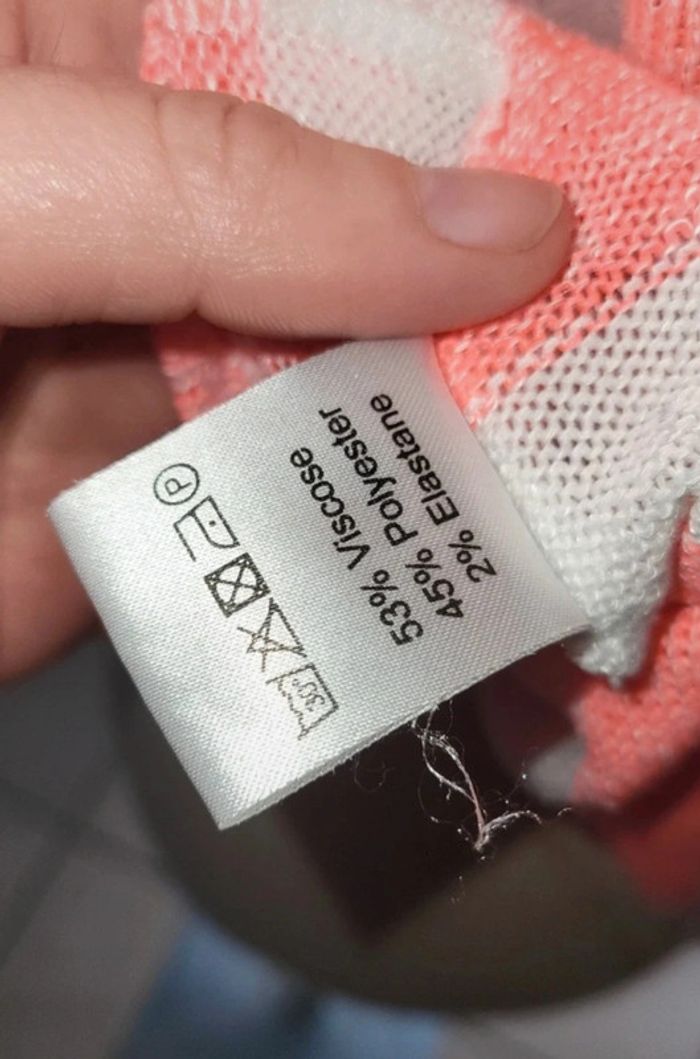 53% Viscose
45% Polyester
2% Elastane
30°
P